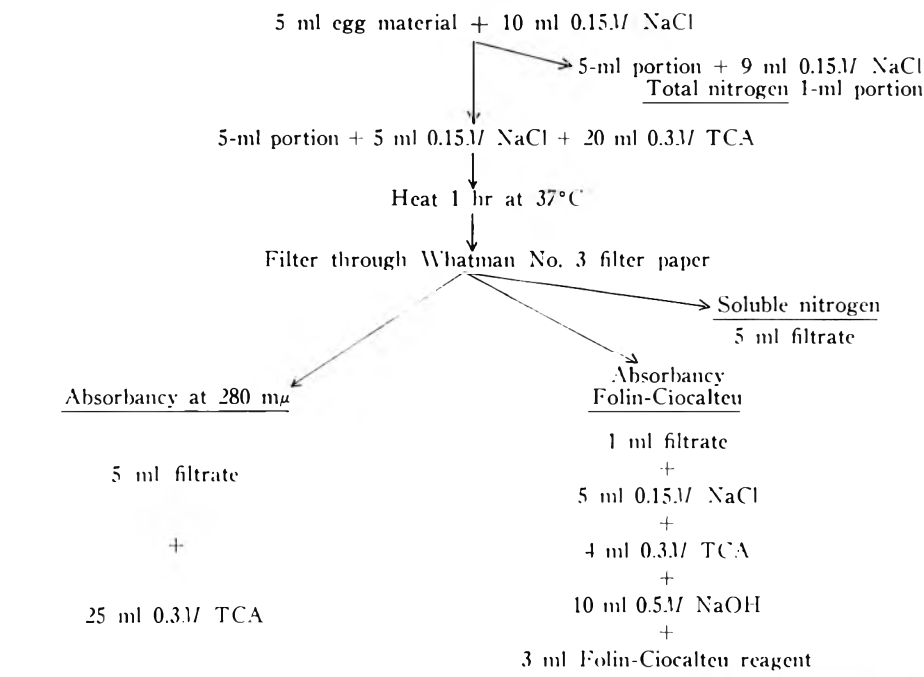 5 ml egg material + 10 ml 0.15M NaCl
5-ml portion + 9 ml 0.15M NaCl
Total nitrogen 1-ml portion
5-ml portion + 5 ml 0.15M NaCl + 20 ml 0.3M TCA
Heat 1 hr at 37°C
Filter through Whatman No. 3 filter paper
Soluble nitrogen
5 ml filtrate
Absorbancy at 280 mµ
5 ml filtrate
+
25 ml 0.3M TCA
Absorbancy
Folin-Ciocalteu
1 ml filtrate
+
5 ml 0.15M NaCl
+
4 ml 0.3M TCA
+
10 ml 0.5M NaOH
+
3 ml Folin-Ciocalteu reagent